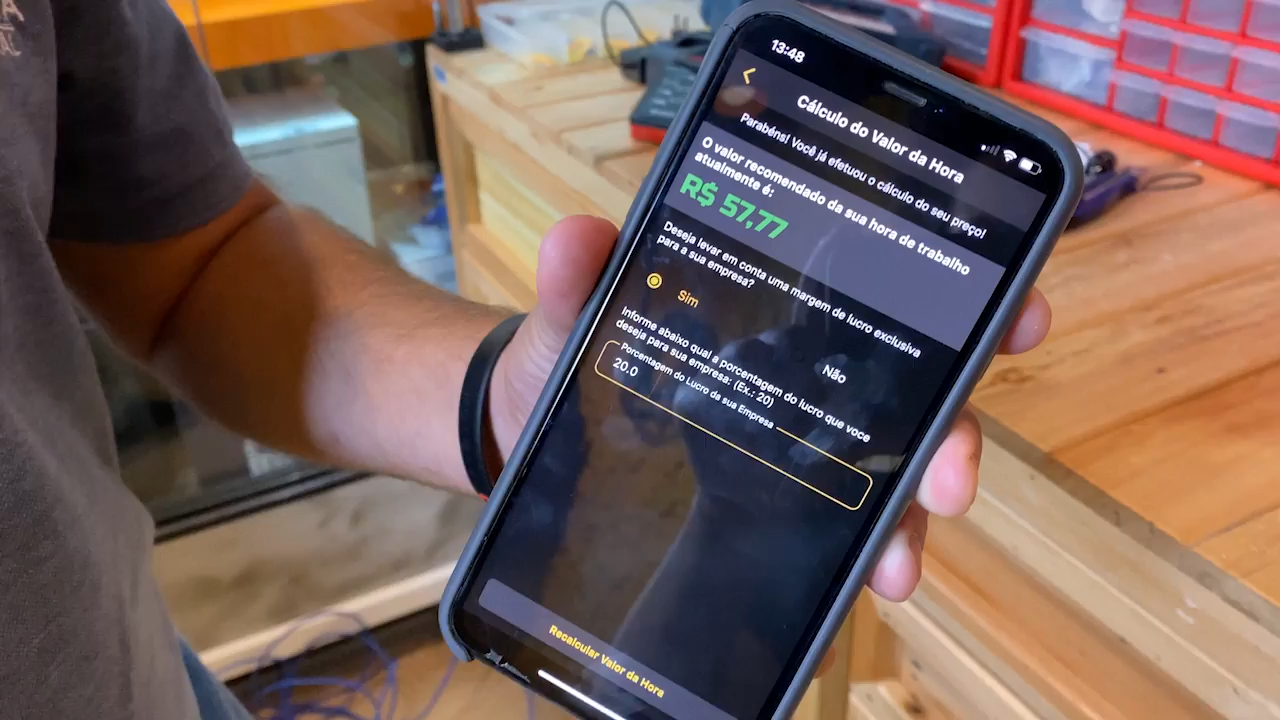 13:48
Cálculo do Valor da Hora
Parabéns! Você já efetuou o cálculo do seu preço!
O valor recomendado da sua hora de trabalho
atualmente é:
R$ 57,77
Deseja levar em conta uma margem de lucro exclusiva
para a sua empresa?
Sim
Não
Informe abaixo qual a porcentagem do lucro que voce
deseja para sua empresa: (Ex.: 20)
Porcentagem do Lucro da sua Empresa
20.0
Recalcular Valor da Hora